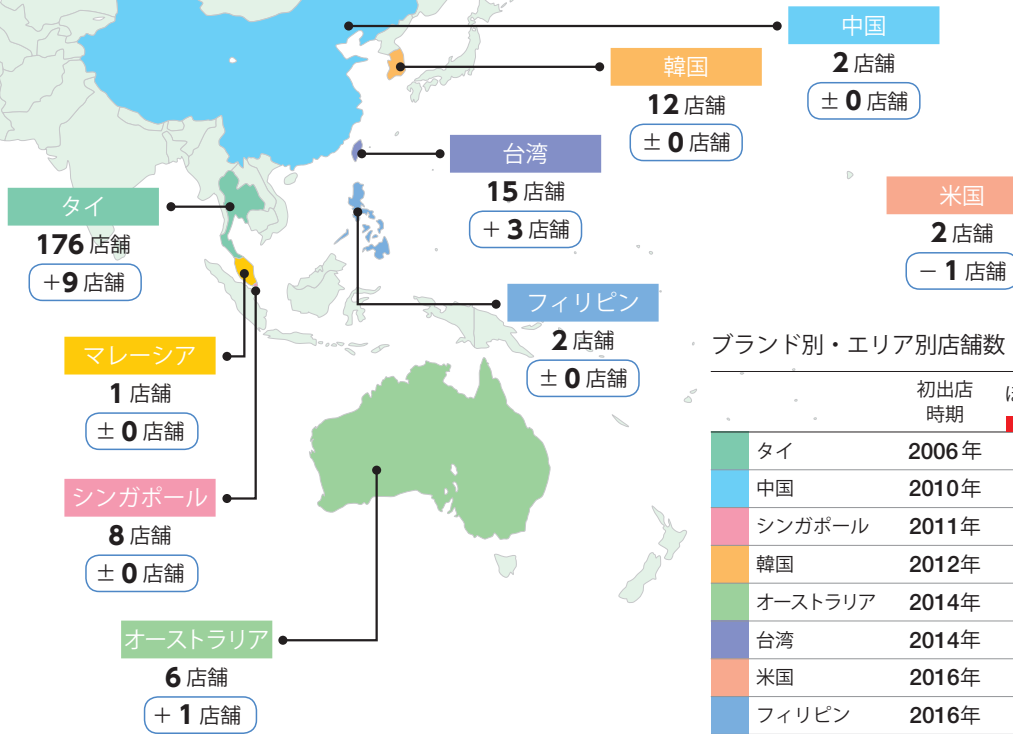 中国
2 店舗
± 0 店舗
韓国
12 店舗
± 0 店舗
台湾
15 店舗
+ 3 店舗
タイ
176 店舗
+9 店舗
米国
2 店舗
− 1 店舗
フィリピン
2 店舗
± 0 店舗
マレーシア
1 店舗
± 0 店舗
シンガポール
8 店舗
± 0 店舗
オーストラリア
6 店舗
+ 1 店舗
ブランド別・エリア別店舗数
初出店
時期
タイ 2006年
中国 2010年
シンガポール 2011年
韓国 2012年
オーストラリア 2014年
台湾 2014年
米国 2016年
フィリピン 2016年